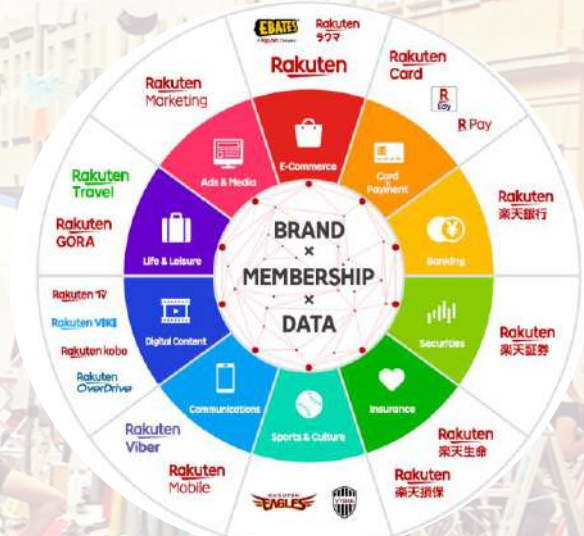 BRAND
×
MEMBERSHIP
×
DATA
E-Commerce
EBATES
Rakuten
ラクマ
Rakuten
Card
&
Payment
Rakuten
Card
R
Pay
R Pay
Banking
Rakuten
楽天銀行
Securities
Rakuten
楽天証券
Insurance
Rakuten
楽天生命
Rakuten
楽天損保
Sports & Culture
RAKUTEN
EAGLES
VISSEL
Communications
Rakuten
Viber
Rakuten
Mobile
Digital Content
Rakuten TV
Rakuten VIKI
Rakuten kobo
Rakuten
OverDrive
Life & Leisure
Rakuten
Travel
Rakuten
GORA
Ads & Media
Rakuten
Marketing